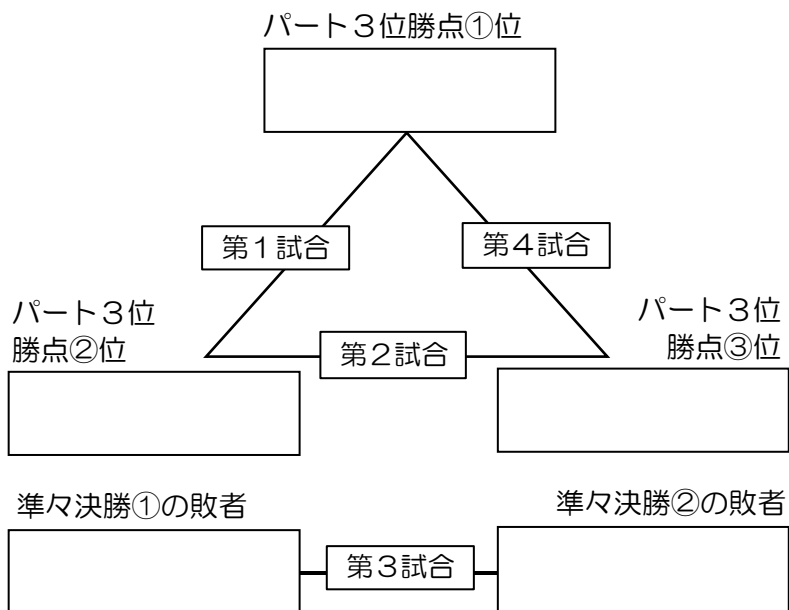 パート３位勝点①位
第１試合
第４試合
パート３位
勝点②位
パート３位
勝点③位
第２試合
準々決勝①の敗者
準々決勝②の敗者
第３試合